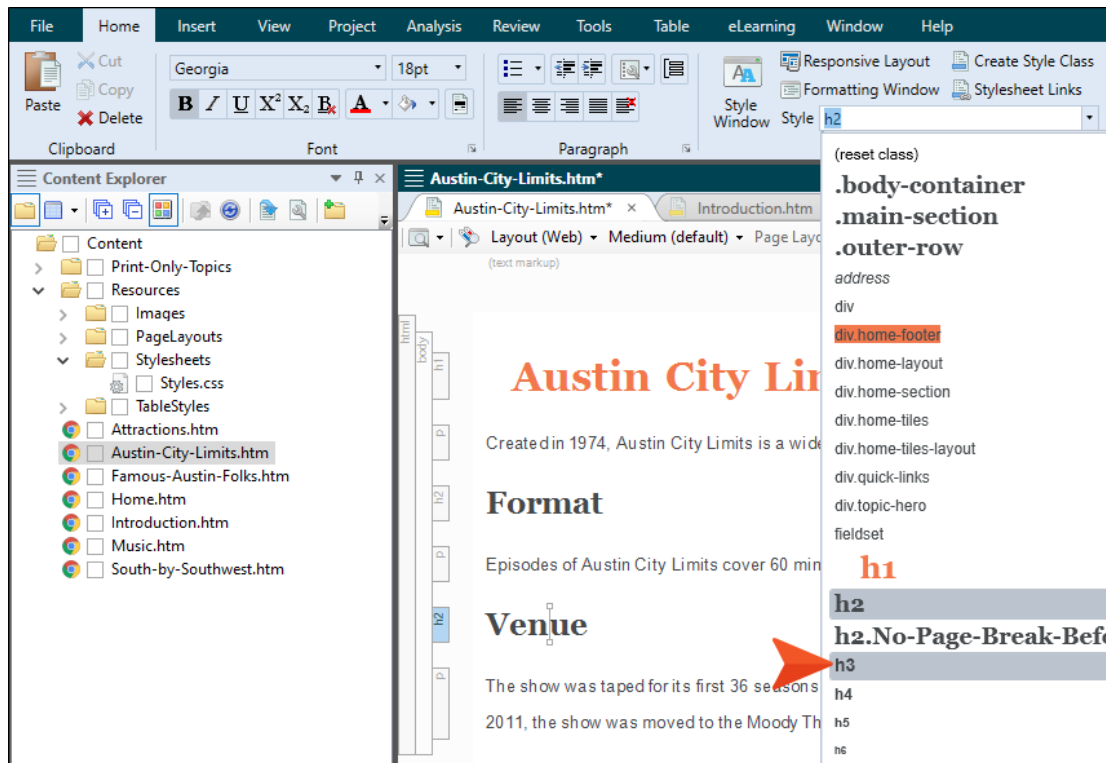 File Home Insert View Project Analysis Review Tools Table eLearning Window Help
Paste
Cut
Copy
Delete
Clipboard
Georgia 18pt
B I U X² X₂ B A
Font
Paragraph
Style Window
Responsive Layout Create Style Class
Formatting Window Stylesheet Links
Style h2
Content Explorer
Content
Print-Only-Topics
Resources
Images
PageLayouts
Stylesheets
Styles.css
TableStyles
Attractions.htm
Austin-City-Limits.htm
Famous-Austin-Folks.htm
Home.htm
Introduction.htm
Music.htm
South-by-Southwest.htm
Austin-City-Limits.htm*
Austin-City-Limits.htm* × Introduction.htm
Layout (Web) Medium (default) Page Layo
(text markup)
html
body
h1
Austin City Lir
p
Created in 1974, Austin City Limits is a wide
h2
Format
p
Episodes of Austin City Limits cover 60 min
h2
Venue
p
The show was taped for its first 36 seasons
2011, the show was moved to the Moody Th
(reset class)
.body-container
.main-section
.outer-row
address
div
div.home-footer
div.home-layout
div.home-section
div.home-tiles
div.home-tiles-layout
div.quick-links
div.topic-hero
fieldset
h1
h2
h2.No-Page-Break-Befo
h3
h4
h5
h6